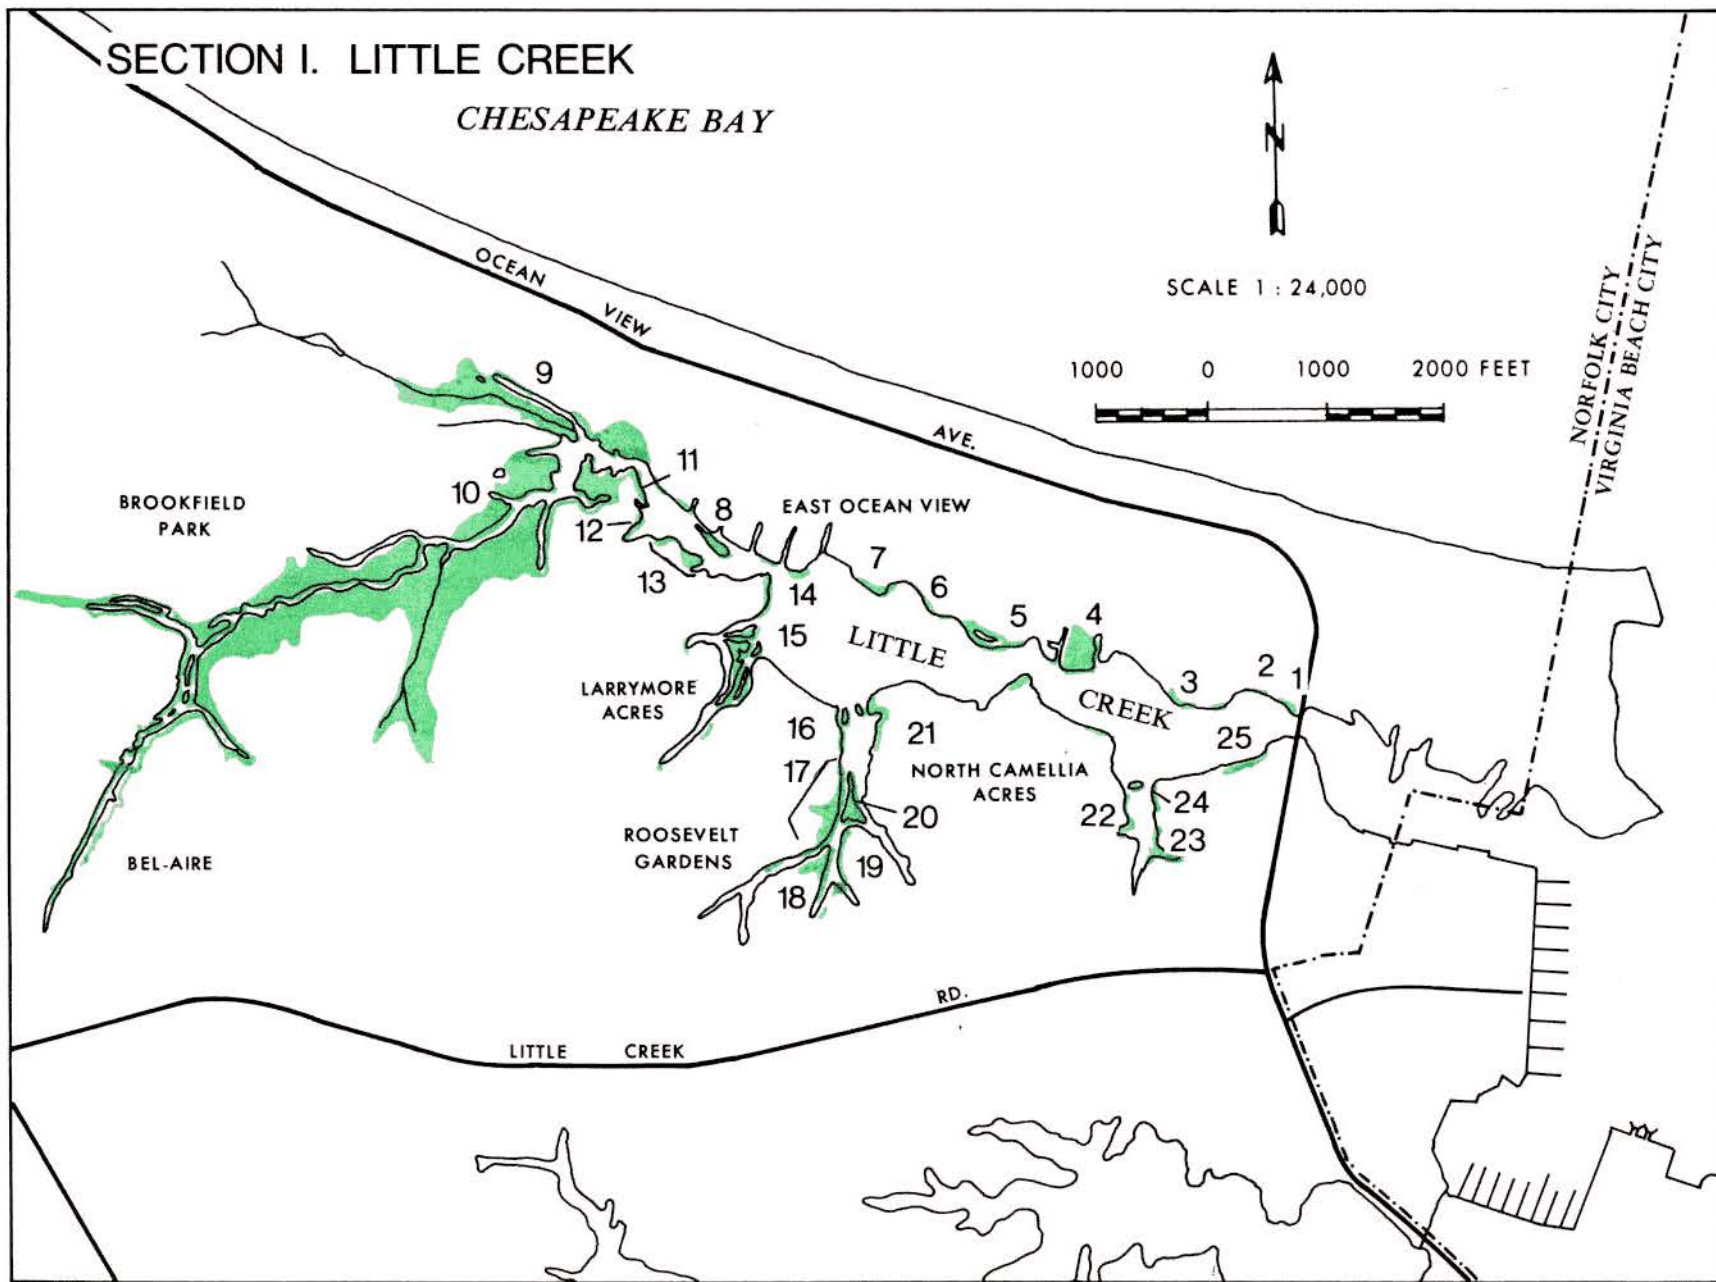 SECTION I. LITTLE CREEK
CHESAPEAKE BAY
N
SCALE 1 : 24,000
1000 0 1000 2000 FEET
NORFOLK CITY
VIRGINIA BEACH CITY
OCEAN VIEW AVE.
9
11
10
8
EAST OCEAN VIEW
BROOKFIELD
PARK
12
13
14
7
6
5
4
15
LITTLE CREEK
3
2
1
LARRYMORE
ACRES
16
21
25
17
NORTH CAMELLIA
ACRES
24
22
20
23
ROOSEVELT
GARDENS
BEL-AIRE
19
18
LITTLE CREEK RD.